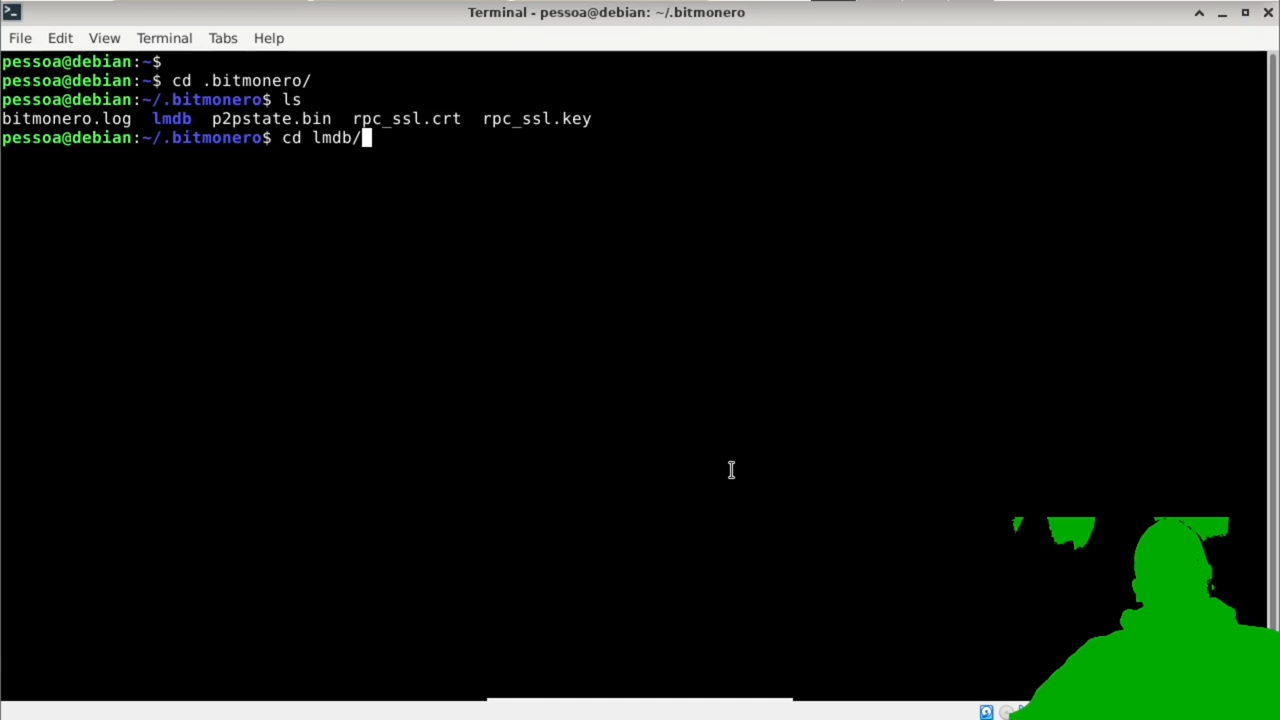 Terminal - pessoa@debian: ~/.bitmonero
File Edit View Terminal Tabs Help
pessoa@debian:~$
pessoa@debian:~$ cd .bitmonero/
pessoa@debian:~/.bitmonero$ ls
bitmonero.log lmdb p2pstate.bin rpc_ssl.crt rpc_ssl.key
pessoa@debian:~/.bitmonero$ cd lmdb/